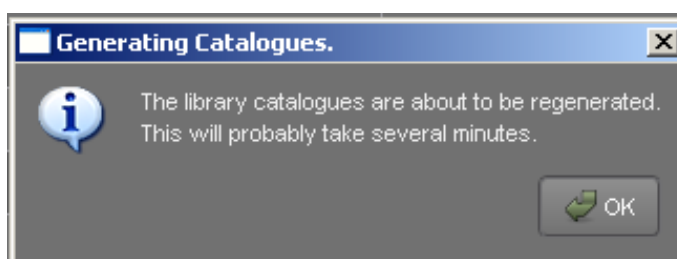 Generating Catalogues.
The library catalogues are about to be regenerated.
This will probably take several minutes.
OK